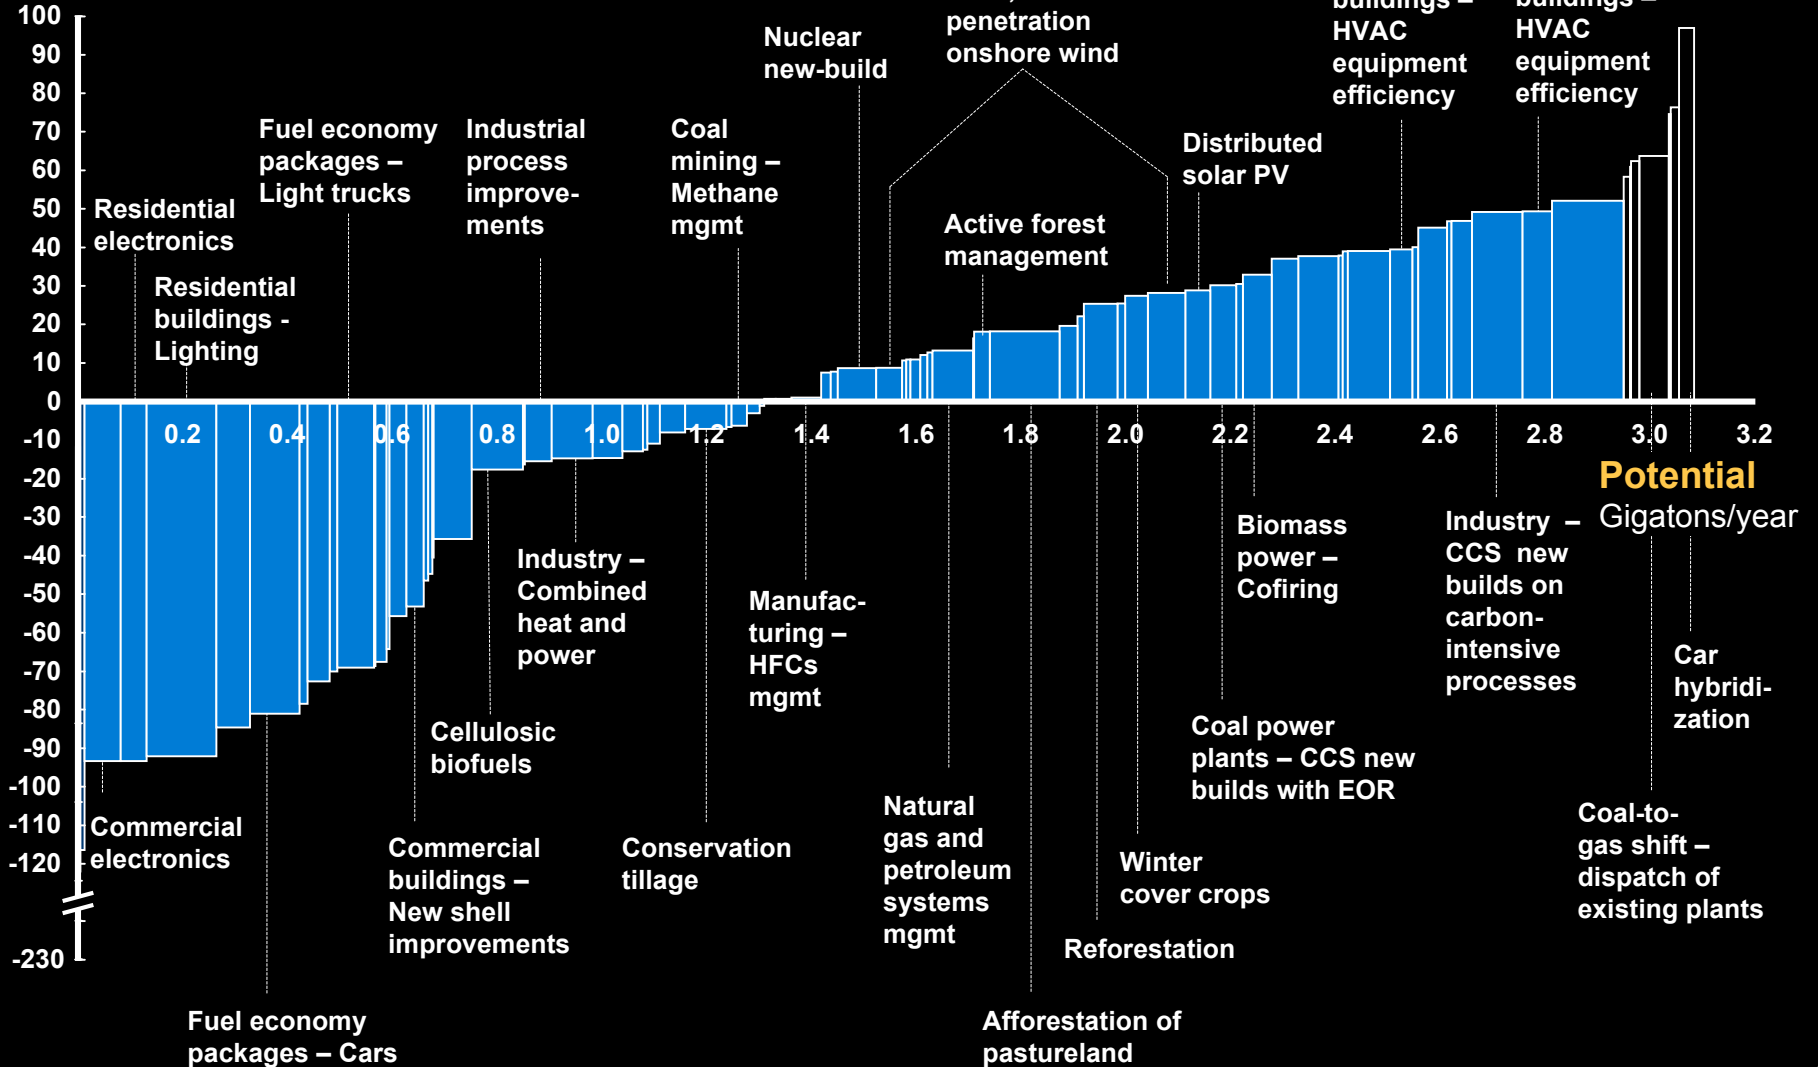 100
90
80
70
60
50
40
30
20
10
0
-10
-20
-30
-40
-50
-60
-70
-80
-90
-100
-110
-120
-230
0.2
0.4
0.6
0.8
1.0
1.2
1.4
1.6
1.8
2.0
2.2
2.4
2.6
2.8
3.0
3.2
Potential
Gigatons/year
Residential
electronics
Residential
buildings -
Lighting
Fuel economy
packages –
Light trucks
Industrial
process
improve-
ments
Coal
mining –
Methane
mgmt
Nuclear
new-build
penetration
onshore wind
Active forest
management
Distributed
solar PV
buildings –
HVAC
equipment
efficiency
buildings –
HVAC
equipment
efficiency
Commercial
electronics
Fuel economy
packages – Cars
Commercial
buildings –
New shell
improvements
Cellulosic
biofuels
Industry –
Combined
heat and
power
Conservation
tillage
Manufac-
turing –
HFCs
mgmt
Natural
gas and
petroleum
systems
mgmt
Afforestation of
pastureland
Reforestation
Winter
cover crops
Coal power
plants – CCS new
builds with EOR
Biomass
power –
Cofiring
Industry –
CCS new
builds on
carbon-
intensive
processes
Coal-to-
gas shift –
dispatch of
existing plants
Car
hybridi-
zation